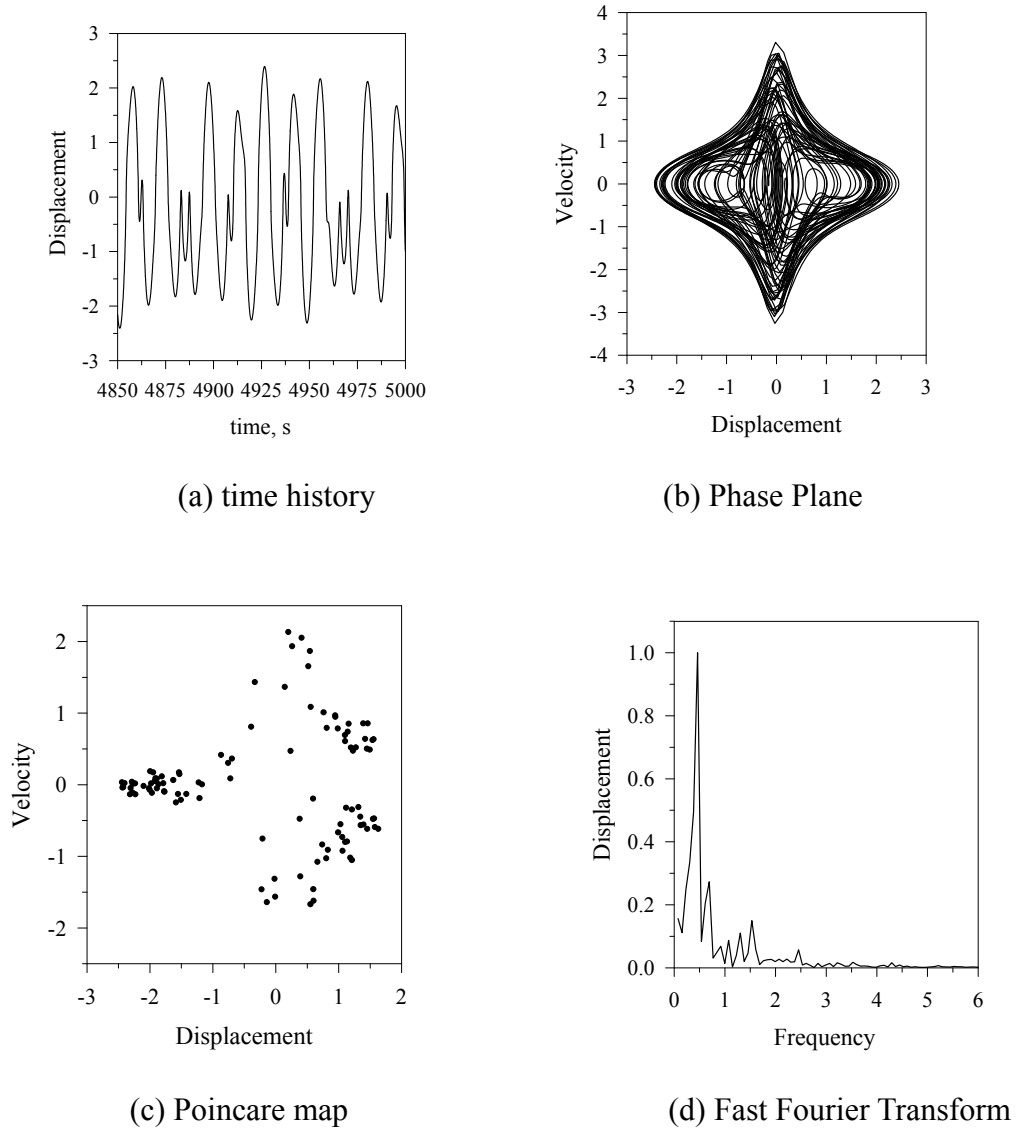 3
2
1
0
-1
-2
-3
Displacement
4850 4875 4900 4925 4950 4975 5000
time, s
(a) time history
4
3
2
1
0
-1
-2
-3
-4
Velocity
-3 -2 -1 0 1 2 3
Displacement
(b) Phase Plane
2
1
0
-1
-2
Velocity
-3 -2 -1 0 1 2
Displacement
(c) Poincare map
1.0
0.8
0.6
0.4
0.2
0.0
Displacement
0 1 2 3 4 5 6
Frequency
(d) Fast Fourier Transform